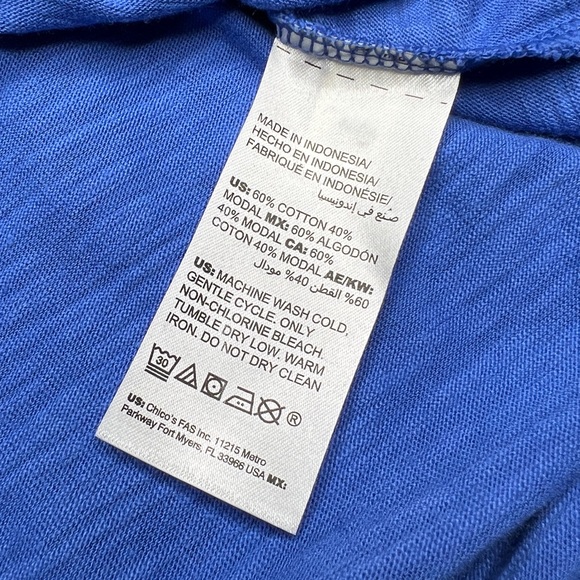 MADE IN INDONESIA/
HECHO EN INDONESIA/
FABRIQUÉ EN INDONÉSIE/
صُنع في إندونيسيا
US: 60% COTTON 40%
MODAL MX: 60% ALGODÓN
40% MODAL CA: 60%
COTON 40% MODAL AE/KW:
60% القطن 40% مودال
US: MACHINE WASH COLD,
GENTLE CYCLE. ONLY
NON-CHLORINE BLEACH.
TUMBLE DRY LOW. WARM
IRON. DO NOT DRY CLEAN
30
®
US: Chico's FAS Inc. 11215 Metro
Parkway Fort Myers, FL 33966 USA MX: